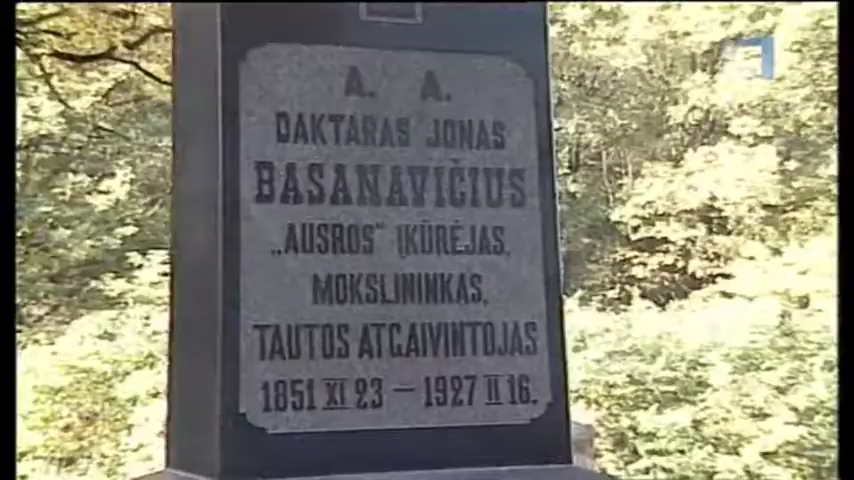 A. A.
DAKTARAS JONAS
BASANAVIČIUS
„AUSROS” ĮKŪRĖJAS,
MOKSLININKAS,
TAUTOS ATGAIVINTOJAS
1851 XI 23 – 1927 II 16.